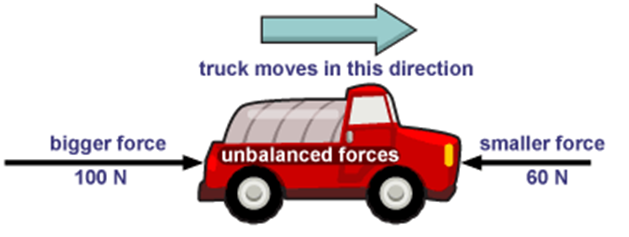 truck moves in this direction
bigger force
100 N
unbalanced forces
smaller force
60 N